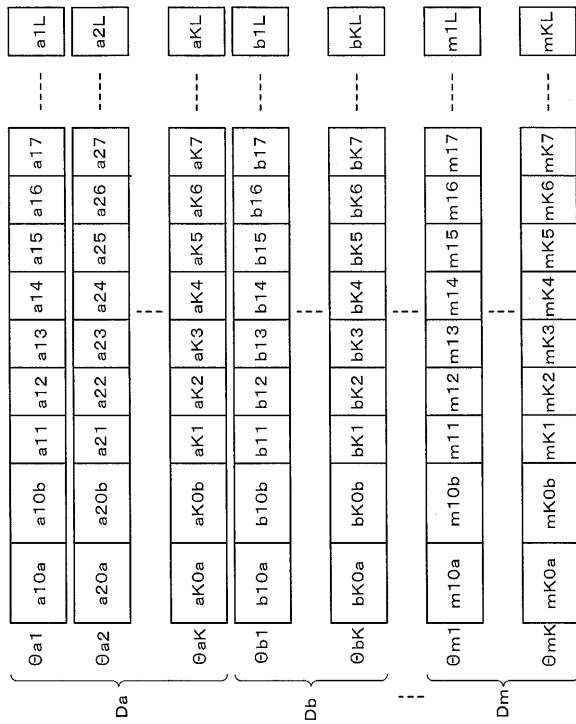 Da
Θa1 a10a a10b a11 a12 a13 a14 a15 a16 a17 a1L
Θa2 a20a a20b a21 a22 a23 a24 a25 a26 a27 a2L
ΘaK aK0a aK0b aK1 aK2 aK3 aK4 aK5 aK6 aK7 aKL
Db
Θb1 b10a b10b b11 b12 b13 b14 b15 b16 b17 b1L
ΘbK bK0a bK0b bK1 bK2 bK3 bK4 bK5 bK6 bK7 bKL
Dm
Θm1 m10a m10b m11 m12 m13 m14 m15 m16 m17 m1L
ΘmK mK0a mK0b mK1 mK2 mK3 mK4 mK5 mK6 mK7 mKL